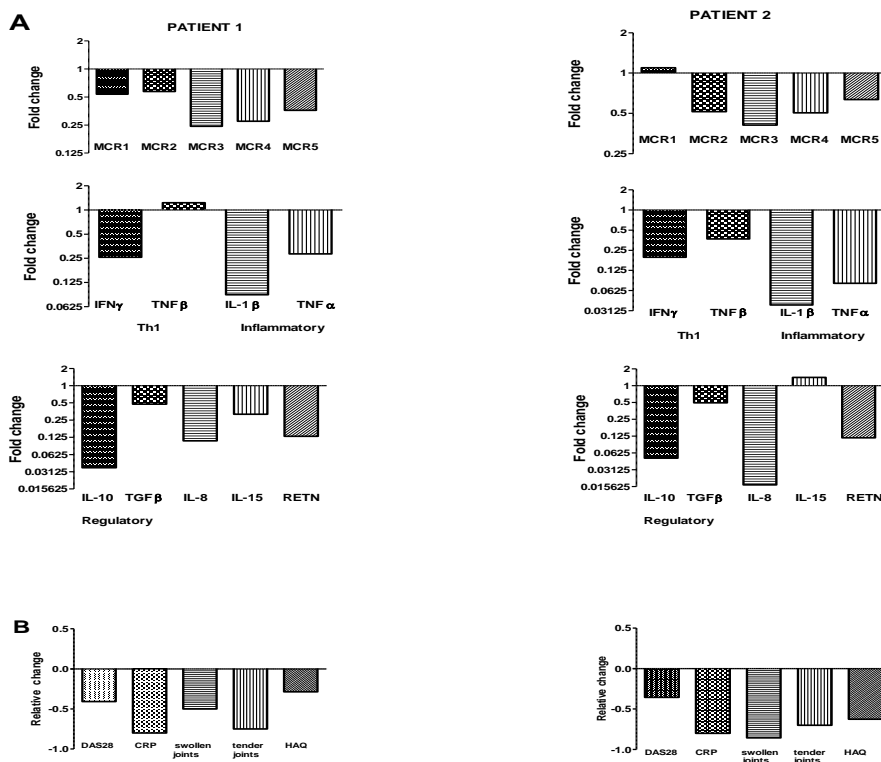 A
PATIENT 1
2
1
0.5
0.25
0.125
Fold change
MCR1 MCR2 MCR3 MCR4 MCR5
2
1
0.5
0.25
0.125
0.0625
Fold change
IFNγ TNFβ IL-1β TNFα
Th1 Inflammatory
2
1
0.5
0.25
0.125
0.0625
0.03125
0.015625
Fold change
IL-10 TGFβ IL-8 IL-15 RETN
Regulatory
PATIENT 2
2
1
0.5
0.25
Fold change
MCR1 MCR2 MCR3 MCR4 MCR5
2
1
0.5
0.25
0.125
0.0625
0.03125
Fold change
IFNγ TNFβ IL-1β TNFα
Th1 Inflammatory
2
1
0.5
0.25
0.125
0.0625
0.03125
0.015625
Fold change
IL-10 TGFβ IL-8 IL-15 RETN
Regulatory
B
0.5
0.0
-0.5
-1.0
Relative change
DAS28 CRP swollen tender HAQ
joints joints
0.5
0.0
-0.5
-1.0
Relative change
DAS28 CRP swollen tender HAQ
joints joints